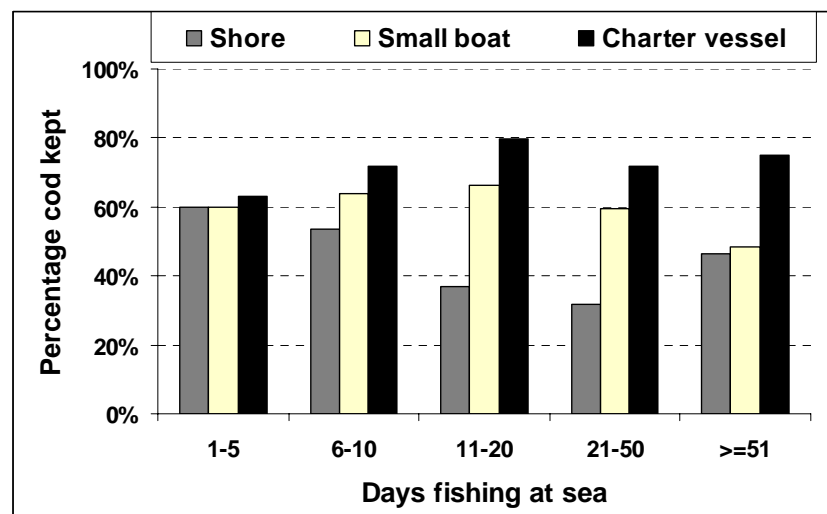 Shore Small boat Charter vessel
100%
80%
60%
40%
20%
0%
Percentage cod kept
1-5 6-10 11-20 21-50 >=51
Days fishing at sea